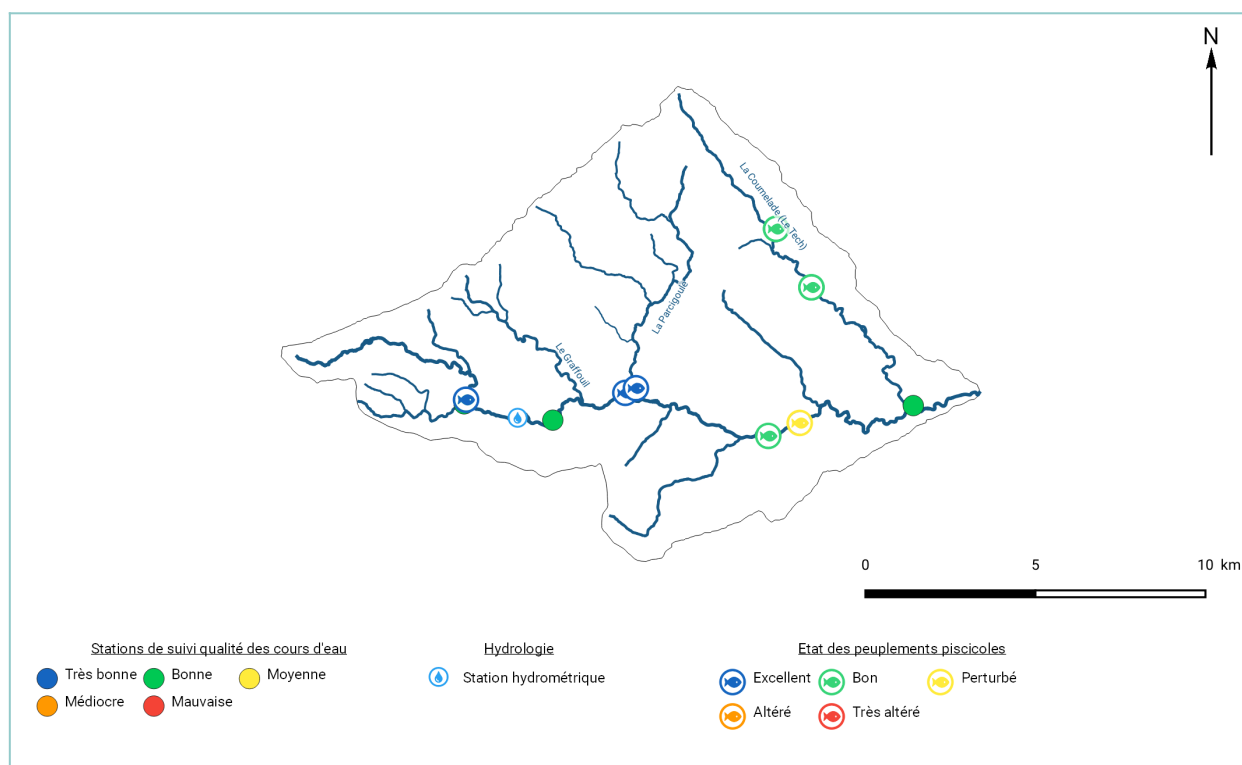 N
La Coumelade (Le Tech)
La Parcigoule
Le Graffouil
0 5 10 km
Stations de suivi qualité des cours d'eau
Très bonne Bonne Moyenne
Médiocre Mauvaise
Hydrologie
Station hydrométrique
Etat des peuplements piscicoles
Excellent Bon Perturbé
Altéré Très altéré